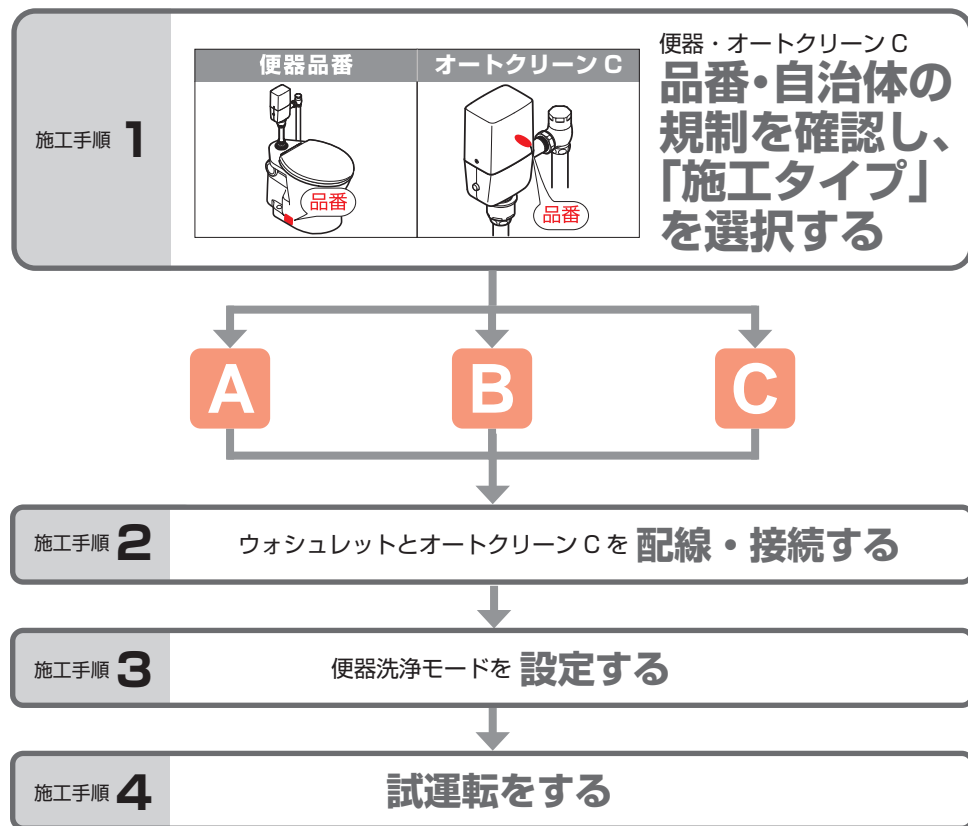 施工手順 1
便器品番
オートクリーン C
品番
品番
便器・オートクリーン C
品番・自治体の
規制を確認し、
「施工タイプ」
を選択する
A
B
C
施工手順 2
ウォシュレットとオートクリーン C を 配線・接続する
施工手順 3
便器洗浄モードを 設定する
施工手順 4
試運転をする